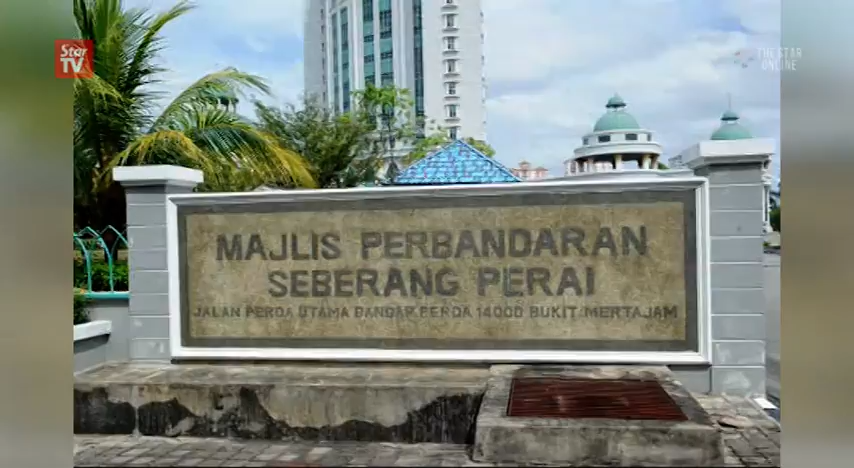 Star
TV
THE STAR
ONLINE
MAJLIS PERBANDARAN
SEBERANG PERAI
JALAN PERDA UTAMA BANDAR PERDA 14000 BUKIT MERTAJAM